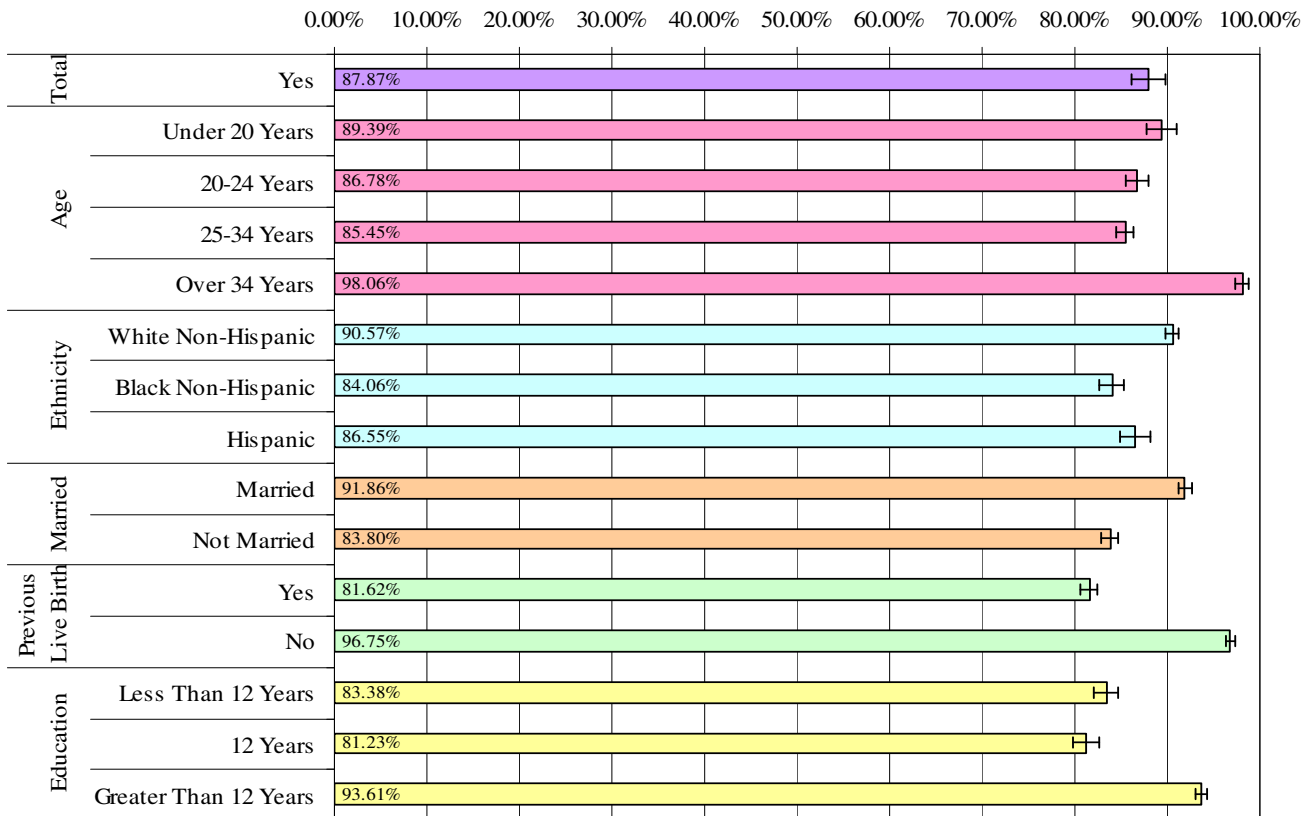 0.00% 10.00% 20.00% 30.00% 40.00% 50.00% 60.00% 70.00% 80.00% 90.00% 100.00%
Total
Yes 87.87%
Age
Under 20 Years 89.39%
20-24 Years 86.78%
25-34 Years 85.45%
Over 34 Years 98.06%
Ethnicity
White Non-Hispanic 90.57%
Black Non-Hispanic 84.06%
Hispanic 86.55%
Married
Married 91.86%
Not Married 83.80%
Previous
Live Birth
Yes 81.62%
No 96.75%
Education
Less Than 12 Years 83.38%
12 Years 81.23%
Greater Than 12 Years 93.61%